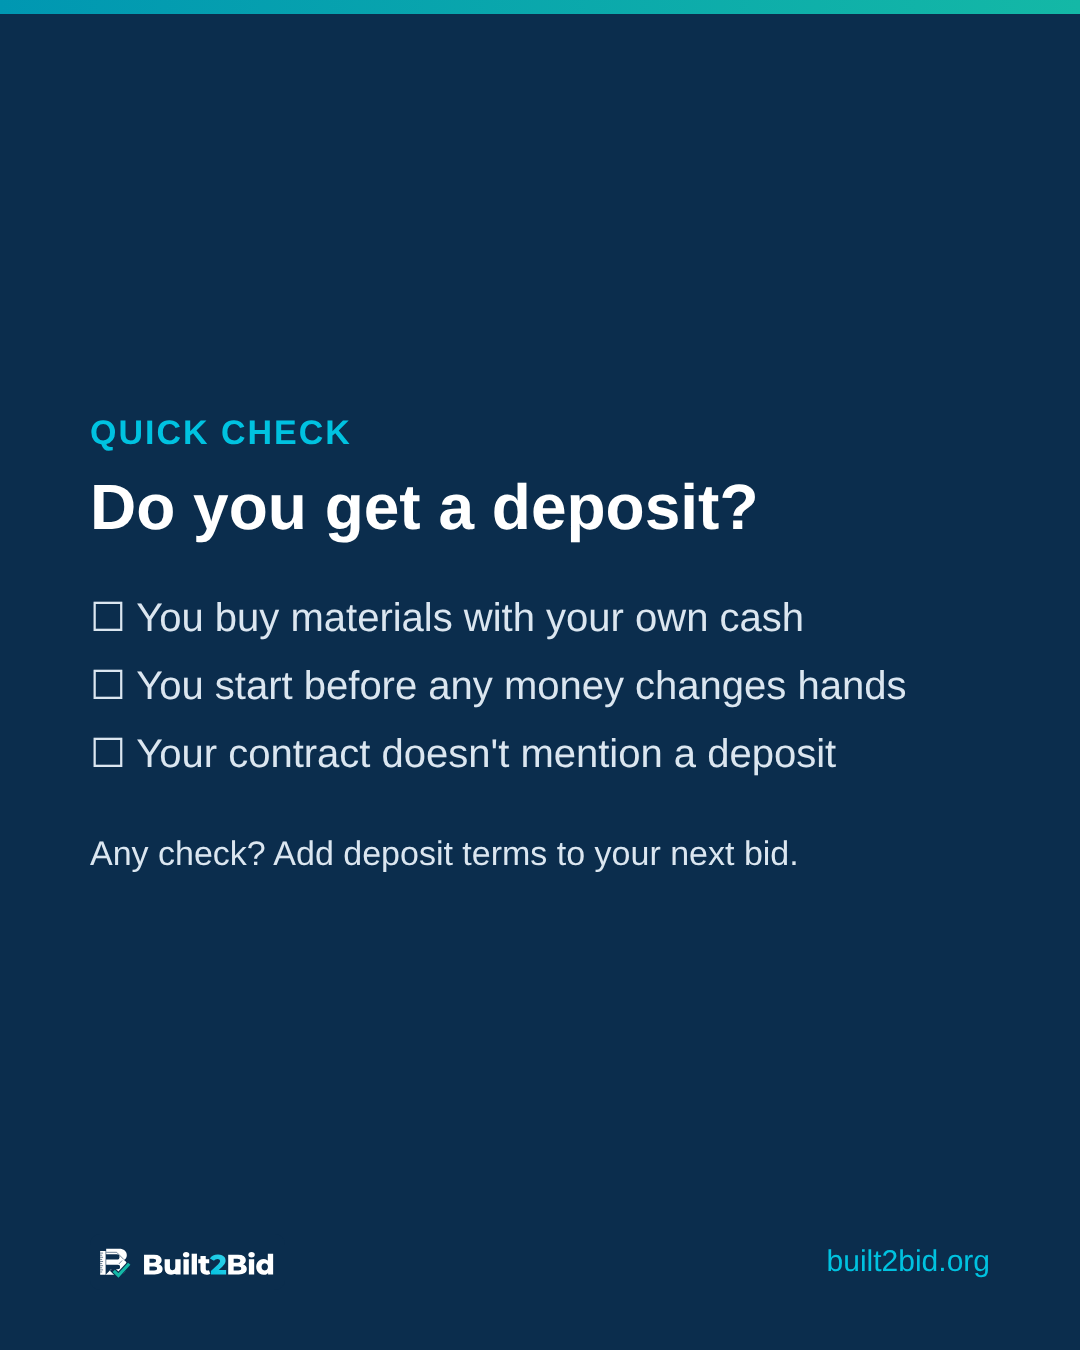 QUICK CHECK
Do you get a deposit?
☐ You buy materials with your own cash
☐ You start before any money changes hands
☐ Your contract doesn't mention a deposit
Any check? Add deposit terms to your next bid.
Built2Bid
built2bid.org